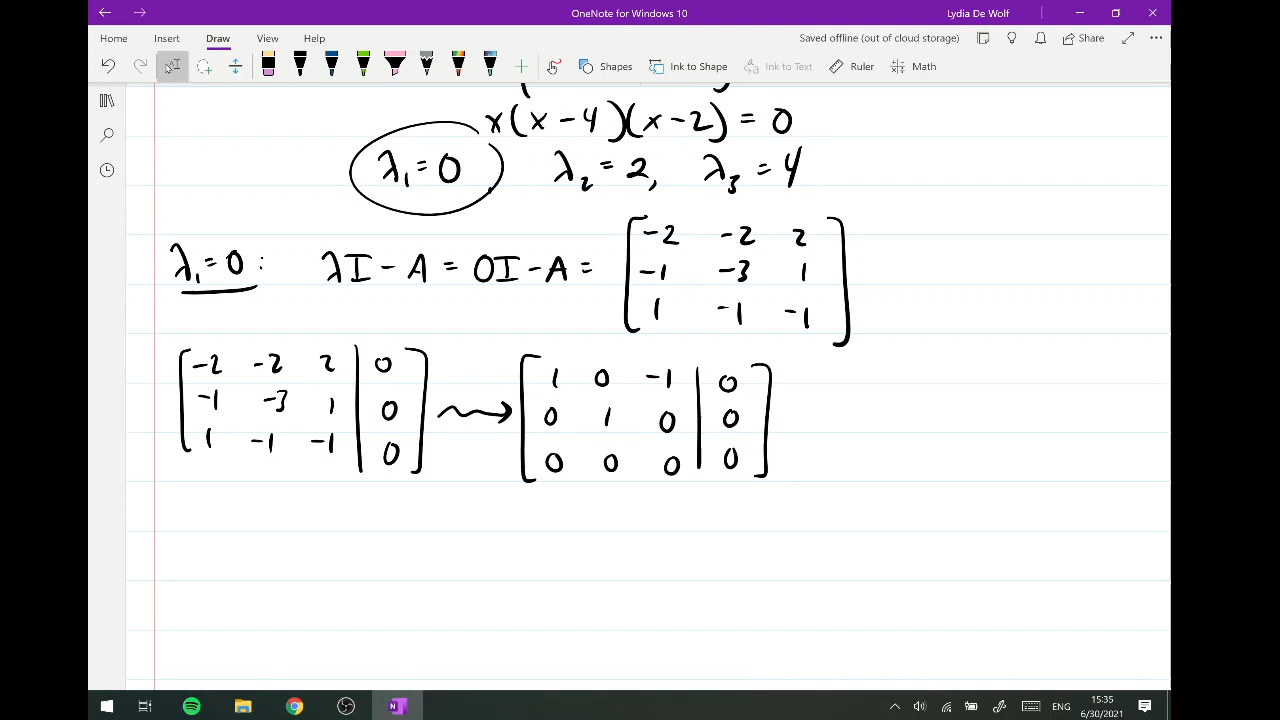 OneNote for Windows 10
Lydia De Wolf
Home Insert Draw View Help
Saved offline (out of cloud storage)
Share
Shapes Ink to Shape Ink to Text Ruler Math
x(x-4)(x-2) = 0
λ₁ = 0 λ₂ = 2, λ₃ = 4
λ₁ = 0 : λI - A = 0I - A =
-2 -2 2
-1 -3 1
1 -1 -1
-2 -2 2 | 0
-1 -3 1 | 0
1 -1 -1 | 0
1 0 -1 | 0
0 1 0 | 0
0 0 0 | 0
ENG
15:35
6/30/2021